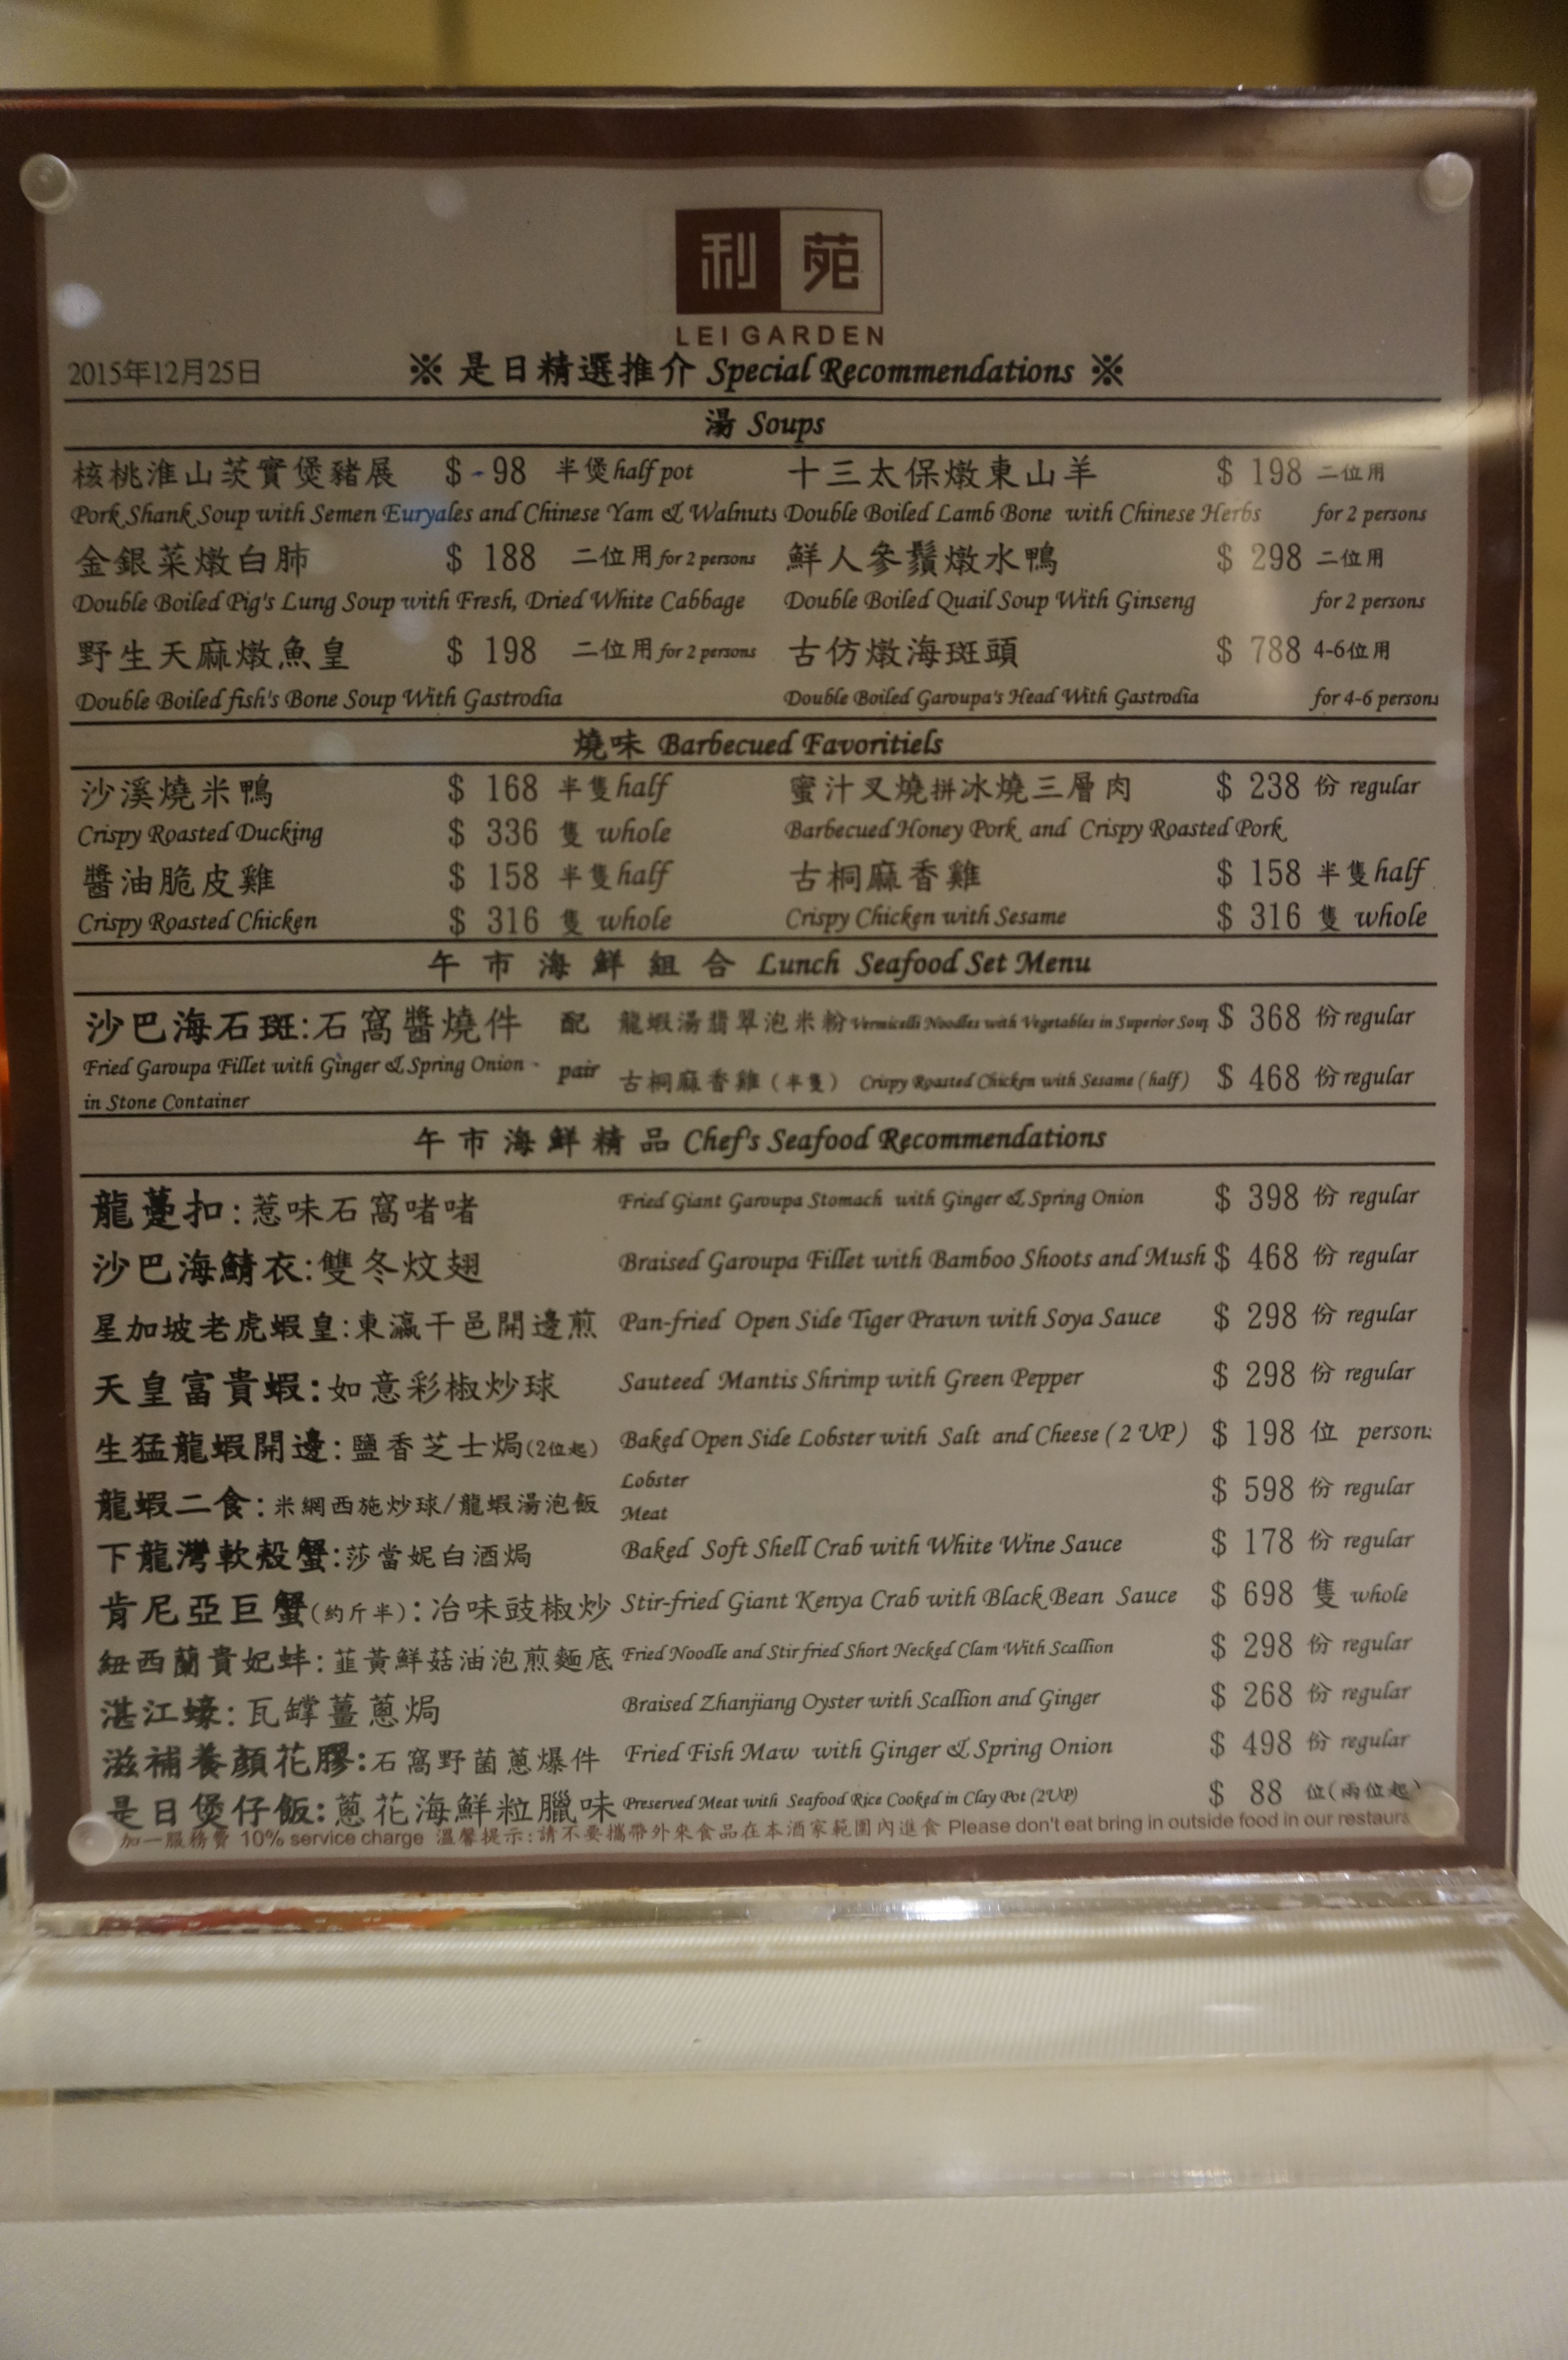 利苑
LEI GARDEN
2015年12月25日 ※ 是日精選推介 Special Recommendations ※
湯 Soups
核桃淮山茨實煲豬展 $ 98 半煲 half pot 十三太保燉東山羊 $ 198 二位用
Pork Shank Soup with Semen Euryales and Chinese Yam & Walnuts Double Boiled Lamb Bone with Chinese Herbs for 2 persons
金銀菜燉白肺 $ 188 二位用 for 2 persons 鮮人參鬚燉水鴨 $ 298 二位用
Double Boiled Pig's Lung Soup with Fresh, Dried White Cabbage Double Boiled Quail Soup With Ginseng for 2 persons
野生天麻燉魚皇 $ 198 二位用 for 2 persons 古仿燉海斑頭 $ 788 4-6位用
Double Boiled fish's Bone Soup With Gastrodia Double Boiled Garoupa's Head With Gastrodia for 4-6 persons
燒味 Barbecued Favoritiels
沙溪燒米鴨 $ 168 半隻 half 蜜汁叉燒拼冰燒三層肉 $ 238 份 regular
Crispy Roasted Ducking $ 336 隻 whole Barbecued Honey Pork and Crispy Roasted Pork
醬油脆皮雞 $ 158 半隻 half 古桐麻香雞 $ 158 半隻 half
Crispy Roasted Chicken $ 316 隻 whole Crispy Chicken with Sesame $ 316 隻 whole
午市海鮮組合 Lunch Seafood Set Menu
沙巴海石斑:石窩醬燒件 配 龍蝦湯翡翠泡米粉 Vermicelli Noodles with Vegetables in Superior Soup $ 368 份 regular
Fried Garoupa Fillet with Ginger & Spring Onion - pair 古桐麻香雞(半隻) Crispy Roasted Chicken with Sesame (half) $ 468 份 regular
in Stone Container
午市海鮮精品 Chef's Seafood Recommendations
龍躉扣:惹味石窩啫啫 Fried Giant Garoupa Stomach with Ginger & Spring Onion $ 398 份 regular
沙巴海鯖衣:雙冬炆翅 Braised Garoupa Fillet with Bamboo Shoots and Mush $ 468 份 regular
星加坡老虎蝦皇:東瀛干邑開邊煎 Pan-fried Open Side Tiger Prawn with Soya Sauce $ 298 份 regular
天皇富貴蝦:如意彩椒炒球 Sauteed Mantis Shrimp with Green Pepper $ 298 份 regular
生猛龍蝦開邊:鹽香芝士焗(2位起) Baked Open Side Lobster with Salt and Cheese ( 2 UP ) $ 198 位 person
龍蝦二食:米網西施炒球/龍蝦湯泡飯 Lobster $ 598 份 regular
Meat
下龍灣軟殼蟹:莎當妮白酒焗 Baked Soft Shell Crab with White Wine Sauce $ 178 份 regular
肯尼亞巨蟹(約斤半):冶味豉椒炒 Stir-fried Giant Kenya Crab with Black Bean Sauce $ 698 隻 whole
紐西蘭貴妃蚌:韮黃鮮菇油泡煎麵底 Fried Noodle and Stir fried Short Necked Clam With Scallion $ 298 份 regular
湛江蠔:瓦罉薑蔥焗 Braised Zhanjiang Oyster with Scallion and Ginger $ 268 份 regular
滋補養顏花膠:石窩野菌蔥爆件 Fried Fish Maw with Ginger & Spring Onion $ 498 份 regular
是日煲仔飯:蔥花海鮮粒臘味 Preserved Meat with Seafood Rice Cooked in Clay Pot (2UP) $ 88 位(兩位起)
加一服務費 10% service charge 溫馨提示:請不要攜帶外來食品在本酒家範圍內進食 Please don't eat bring in outside food in our restaura